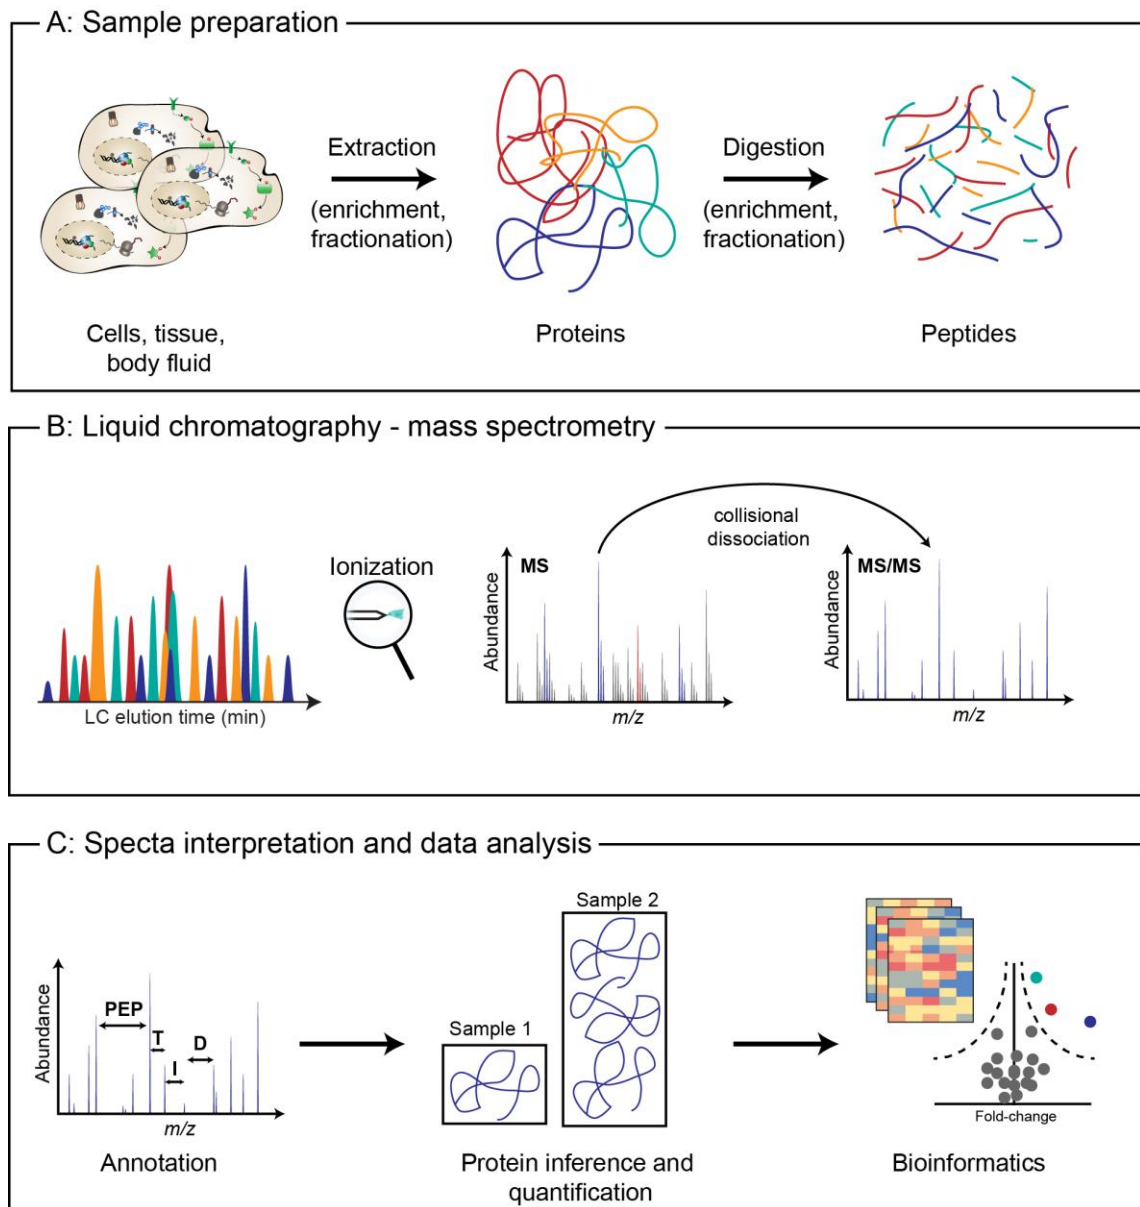 A: Sample preparation
Extraction
(enrichment,
fractionation)
Digestion
(enrichment,
fractionation)
Cells, tissue,
body fluid
Proteins
Peptides
B: Liquid chromatography - mass spectrometry
LC elution time (min)
Ionization
MS
Abundance
m/z
collisional
dissociation
MS/MS
Abundance
m/z
C: Specta interpretation and data analysis
Abundance
PEP
T
I
D
m/z
Annotation
Sample 1
Sample 2
Protein inference and
quantification
Fold-change
Bioinformatics